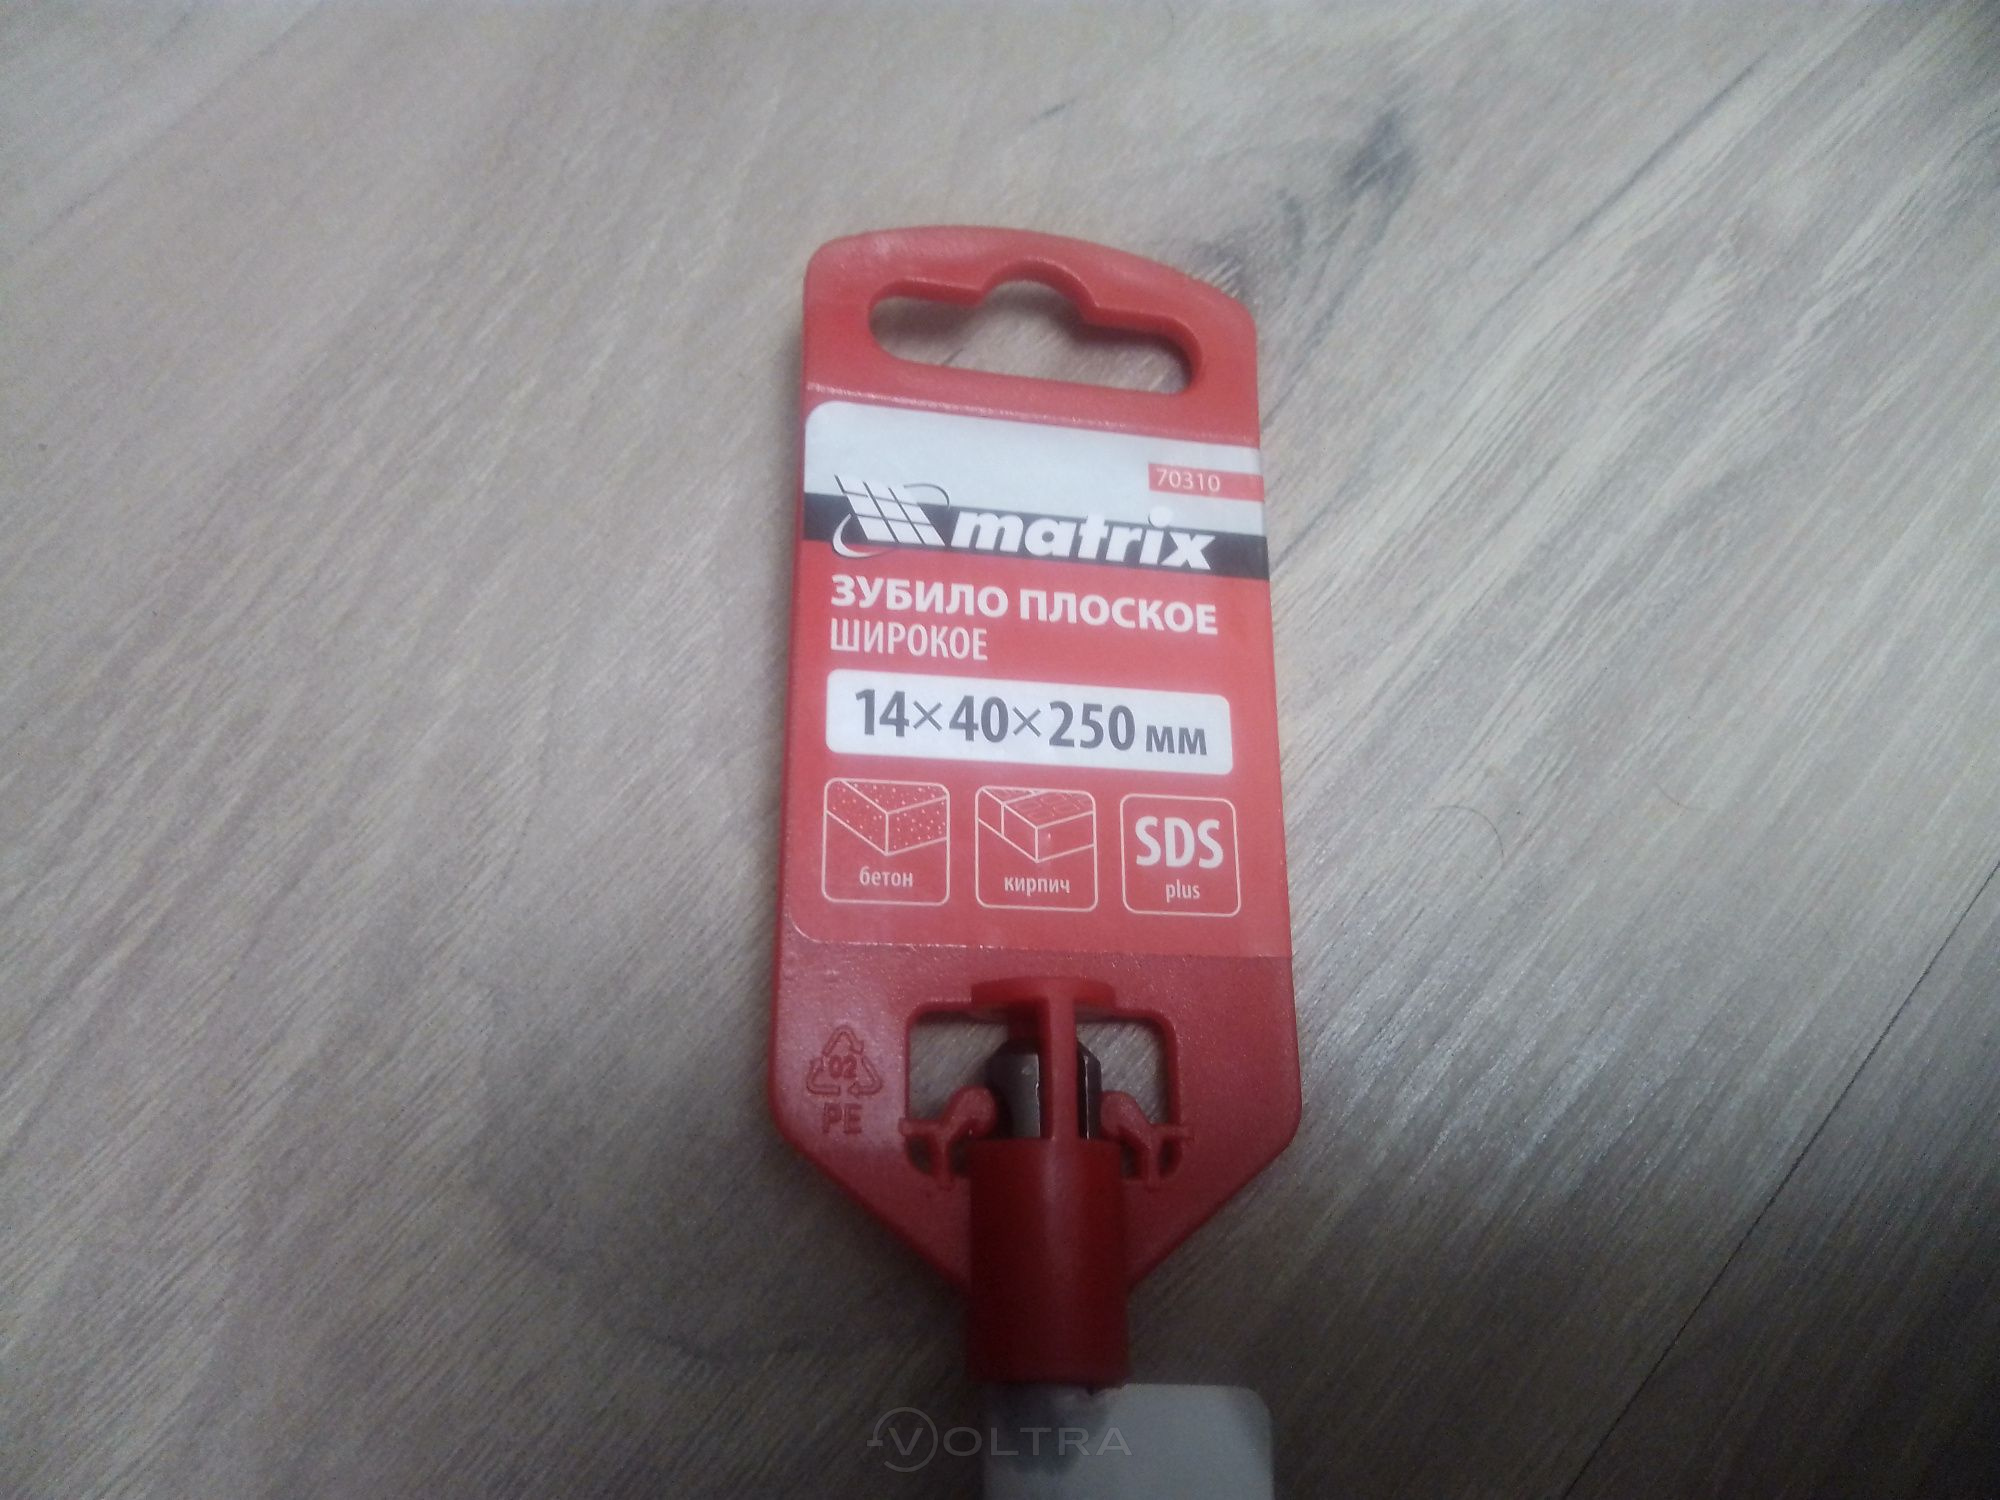 70310
matrix
ЗУБИЛО ПЛОСКОЕ
ШИРОКОЕ
14×40×250 мм
бетон
кирпич
SDS
plus
02
PE
VOLTRA